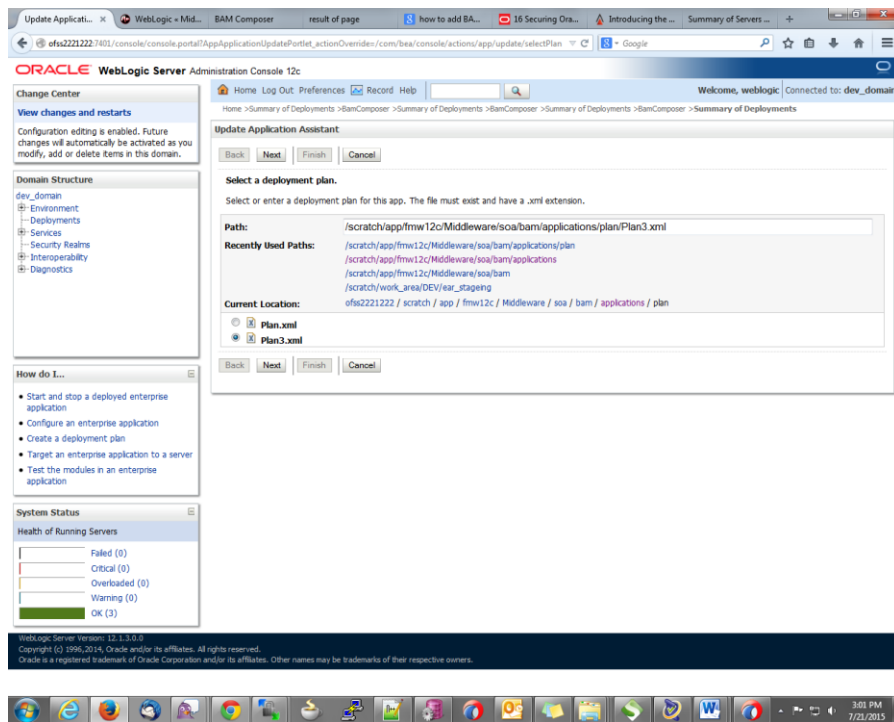 Update Applicati... ×
WebLogic « Mid...
BAM Composer
result of page
how to add BA...
16 Securing Ora...
Introducing the ...
Summary of Servers ...
ofss2221222:7401/console/console.portal?AppApplicationUpdatePortlet_actionOverride=/com/bea/console/actions/app/update/selectPlan
Google
ORACLE WebLogic Server Administration Console 12c
Change Center
View changes and restarts
Configuration editing is enabled. Future
changes will automatically be activated as you
modify, add or delete items in this domain.
Domain Structure
dev_domain
Environment
Deployments
Services
Security Realms
Interoperability
Diagnostics
How do I...
Start and stop a deployed enterprise
application
Configure an enterprise application
Create a deployment plan
Target an enterprise application to a server
Test the modules in an enterprise
application
System Status
Health of Running Servers
Failed (0)
Critical (0)
Overloaded (0)
Warning (0)
OK (3)
Home Log Out Preferences Record Help
Welcome, weblogic Connected to: dev_domain
Home >Summary of Deployments >BamComposer >Summary of Deployments >BamComposer >Summary of Deployments >BamComposer >Summary of Deployments
Update Application Assistant
Back Next Finish Cancel
Select a deployment plan.
Select or enter a deployment plan for this app. The file must exist and have a .xml extension.
Path: /scratch/app/fmw12c/Middleware/soa/bam/applications/plan/Plan3.xml
Recently Used Paths: /scratch/app/fmw12c/Middleware/soa/bam/applications/plan
/scratch/app/fmw12c/Middleware/soa/bam/applications
/scratch/app/fmw12c/Middleware/soa/bam
/scratch/work_area/DEV/ear_stageing
Current Location: ofss2221222 / scratch / app / fmw12c / Middleware / soa / bam / applications / plan
Plan.xml
Plan3.xml
Back Next Finish Cancel
WebLogic Server Version: 12.1.3.0.0
Copyright (c) 1996,2014, Oracle and/or its affiliates. All rights reserved.
Oracle is a registered trademark of Oracle Corporation and/or its affiliates. Other names may be trademarks of their respective owners.
3:01 PM
7/21/2015